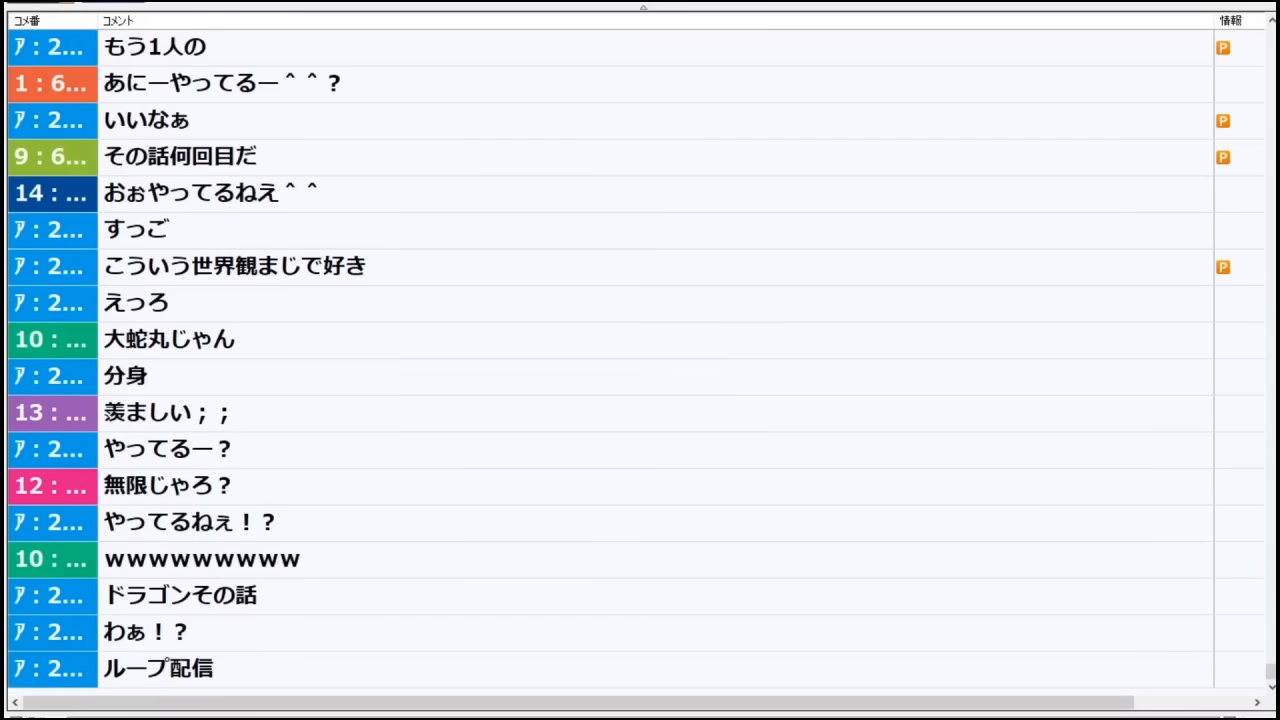 コメ番 コメント 情報
ｱ：2... もう1人の P
1：6... あにーやってるー＾＾？
ｱ：2... いいなぁ P
9：6... その話何回目だ P
14：... おぉやってるねえ＾＾
ｱ：2... すっご
ｱ：2... こういう世界観まじで好き P
ｱ：2... えっろ
10：... 大蛇丸じゃん
ｱ：2... 分身
13：... 羨ましい；；
ｱ：2... やってるー？
12：... 無限じゃろ？
ｱ：2... やってるねぇ！？
10：... ｗｗｗｗｗｗｗｗｗ
ｱ：2... ドラゴンその話
ｱ：2... わぁ！？
ｱ：2... ループ配信